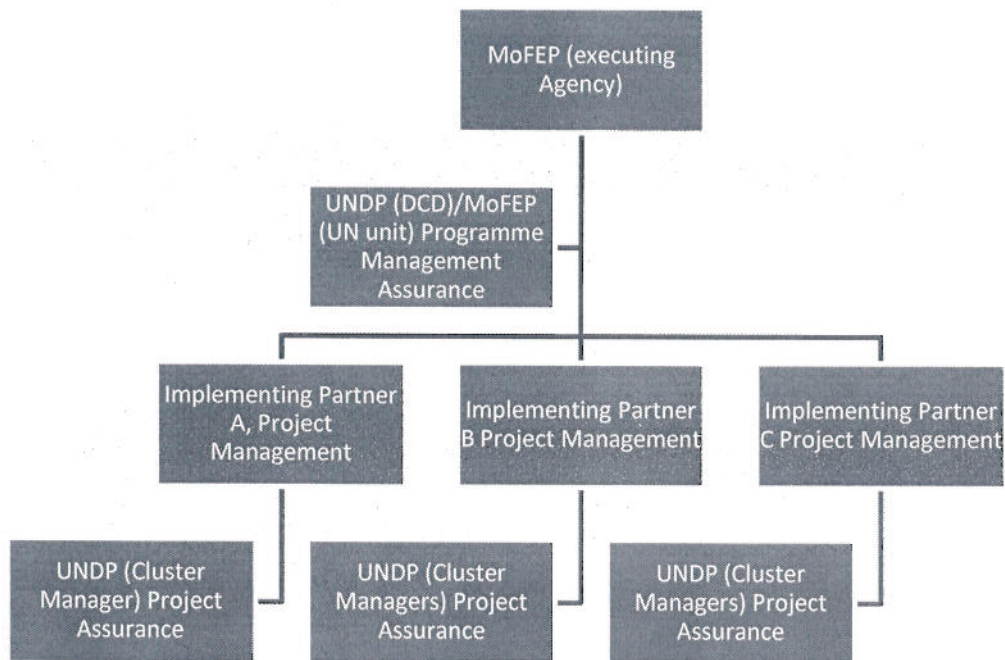 MoFEP (executing
Agency)
UNDP (DCD)/MoFEP
(UN unit) Programme
Management
Assurance
Implementing Partner
A, Project
Management
Implementing Partner
B Project Management
Implementing Partner
C Project Management
UNDP (Cluster
Manager) Project
Assurance
UNDP (Cluster
Managers) Project
Assurance
UNDP (Cluster
Managers) Project
Assurance